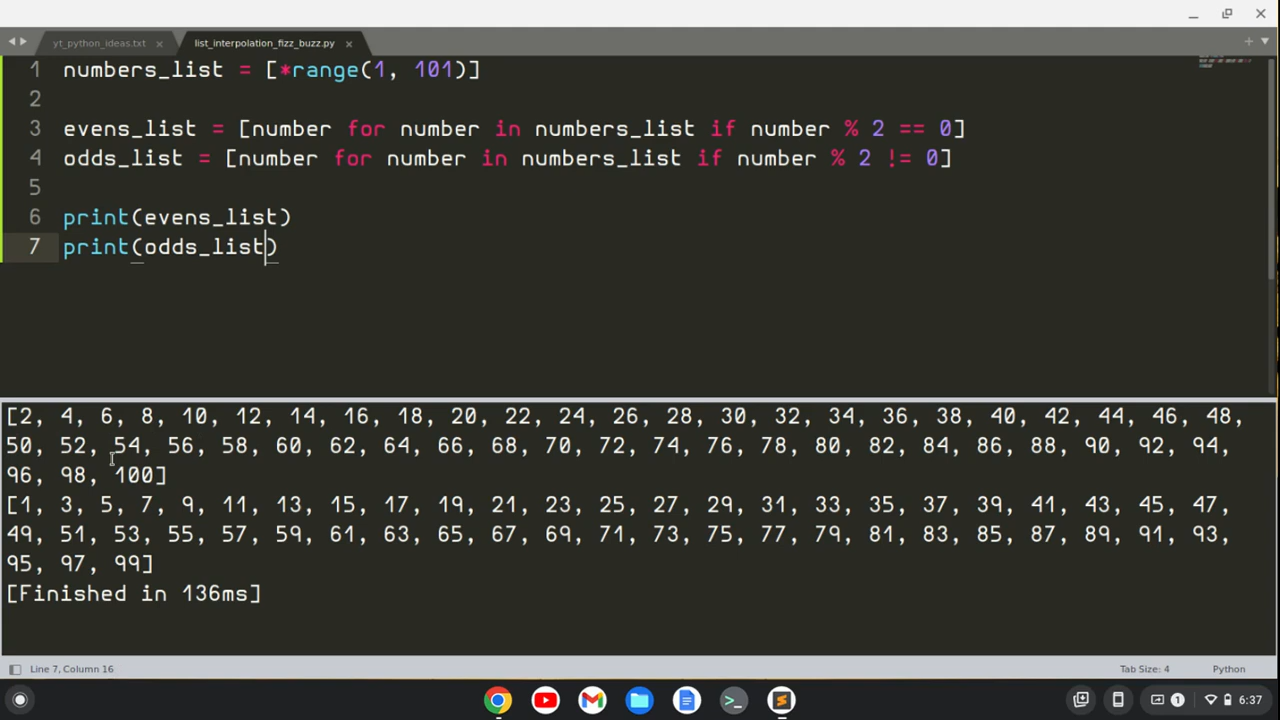 yt_python_ideas.txt × list_interpolation_fizz_buzz.py ×
1 numbers_list = [*range(1, 101)]
2
3 evens_list = [number for number in numbers_list if number % 2 == 0]
4 odds_list = [number for number in numbers_list if number % 2 != 0]
5
6 print(evens_list)
7 print(odds_list)
[2, 4, 6, 8, 10, 12, 14, 16, 18, 20, 22, 24, 26, 28, 30, 32, 34, 36, 38, 40, 42, 44, 46, 48,
50, 52, 54, 56, 58, 60, 62, 64, 66, 68, 70, 72, 74, 76, 78, 80, 82, 84, 86, 88, 90, 92, 94,
96, 98, 100]
[1, 3, 5, 7, 9, 11, 13, 15, 17, 19, 21, 23, 25, 27, 29, 31, 33, 35, 37, 39, 41, 43, 45, 47,
49, 51, 53, 55, 57, 59, 61, 63, 65, 67, 69, 71, 73, 75, 77, 79, 81, 83, 85, 87, 89, 91, 93,
95, 97, 99]
[Finished in 136ms]
Line 7, Column 16 Tab Size: 4 Python
1 6:37